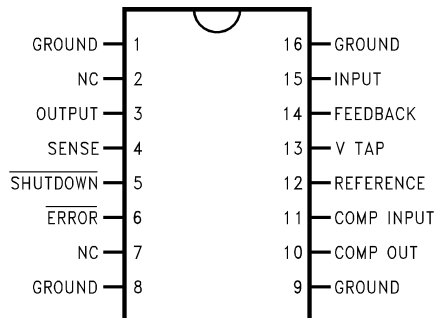 GROUND 1 16 GROUND
NC 2 15 INPUT
OUTPUT 3 14 FEEDBACK
SENSE 4 13 V TAP
SHUTDOWN 5 12 REFERENCE
ERROR 6 11 COMP INPUT
NC 7 10 COMP OUT
GROUND 8 9 GROUND